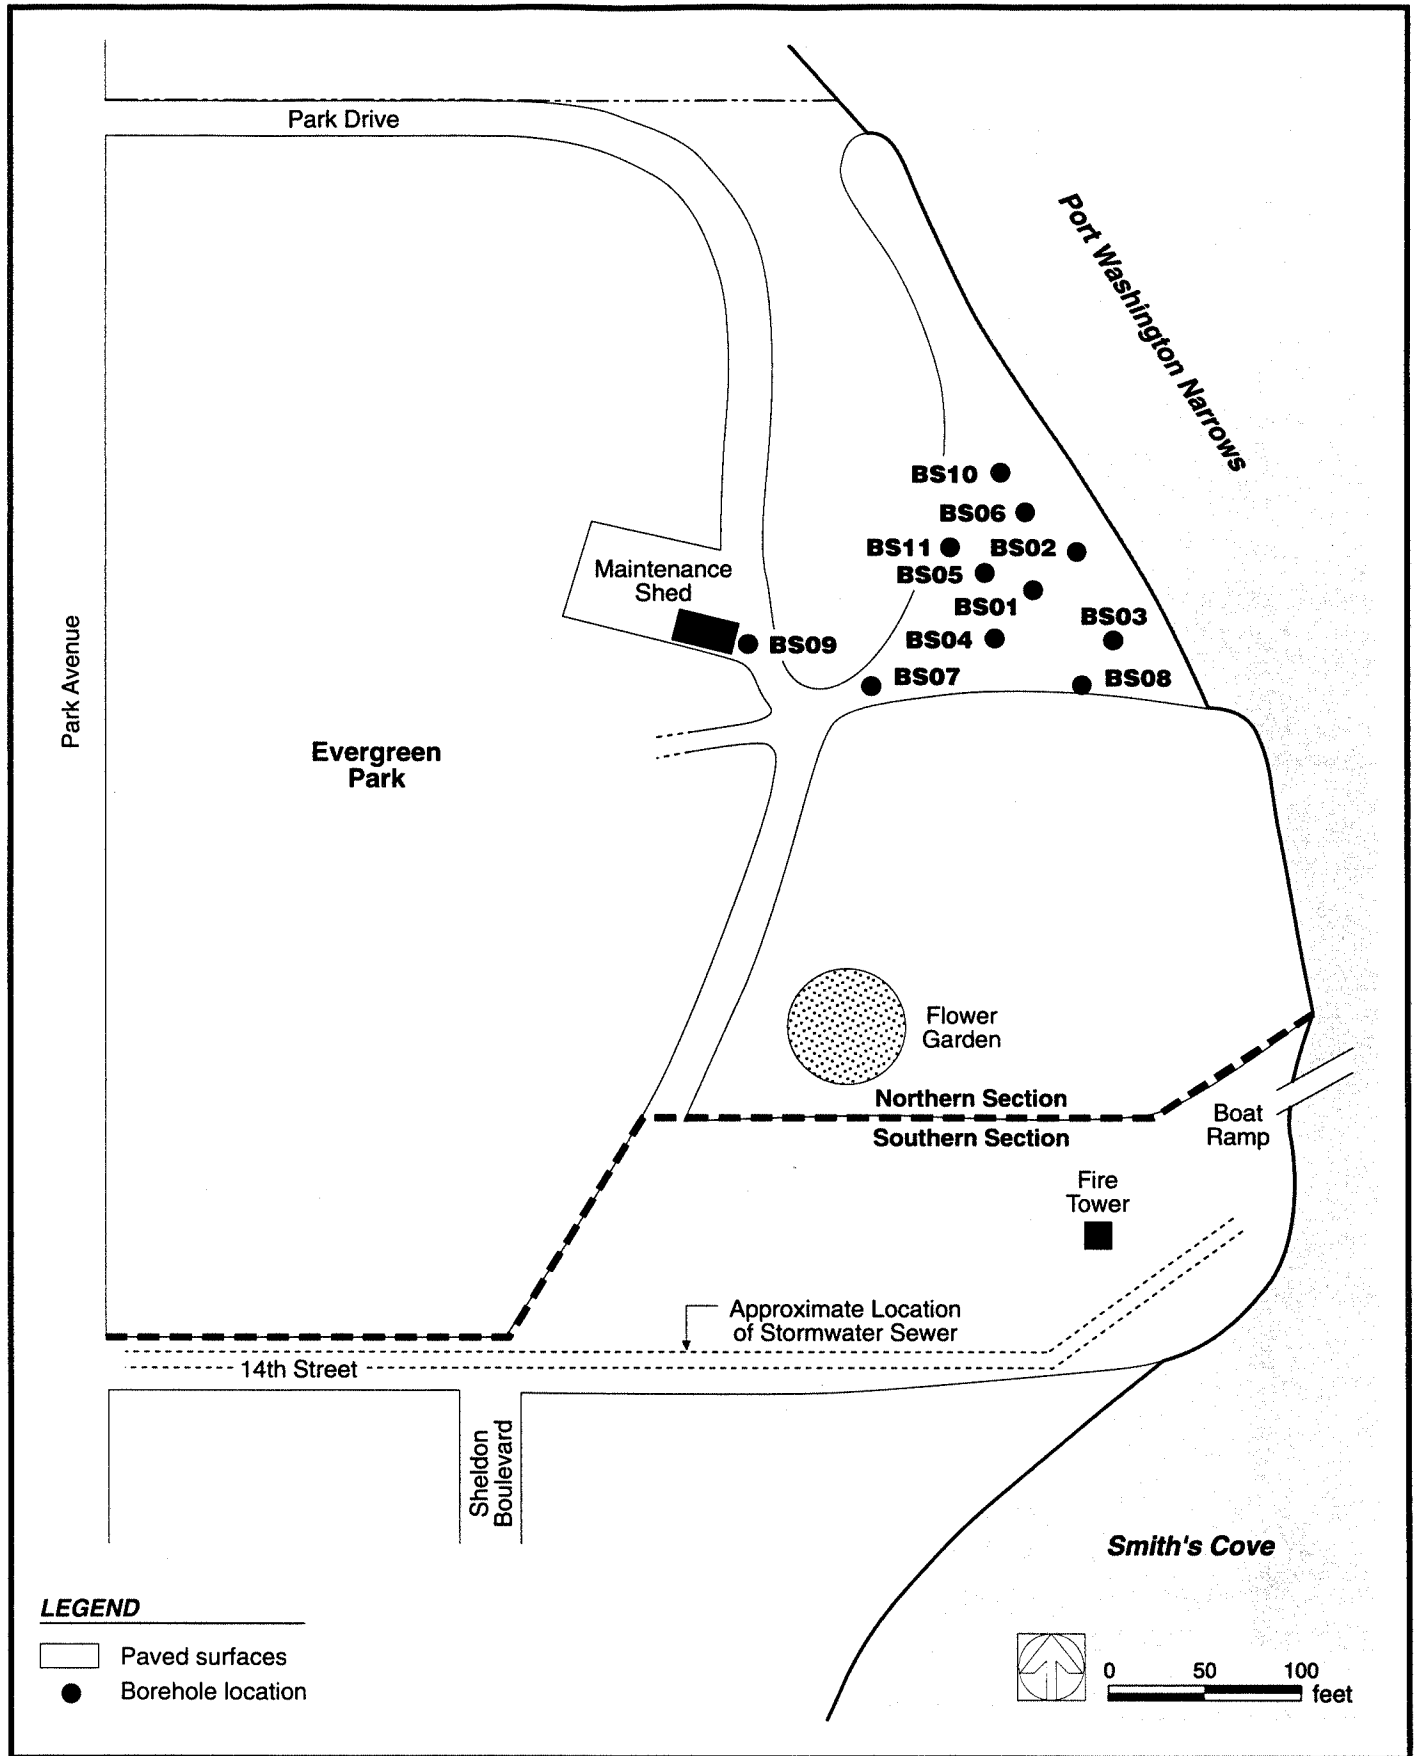 Park Drive
Port Washington Narrows
BS10
BS06
BS11
BS02
BS05
BS01
BS03
BS04
BS09
BS07
BS08
Maintenance
Shed
Park Avenue
Evergreen
Park
Flower
Garden
Northern Section
Southern Section
Boat
Ramp
Fire
Tower
Approximate Location
of Stormwater Sewer
14th Street
Sheldon
Boulevard
Smith's Cove
LEGEND
Paved surfaces
Borehole location
0 50 100
feet